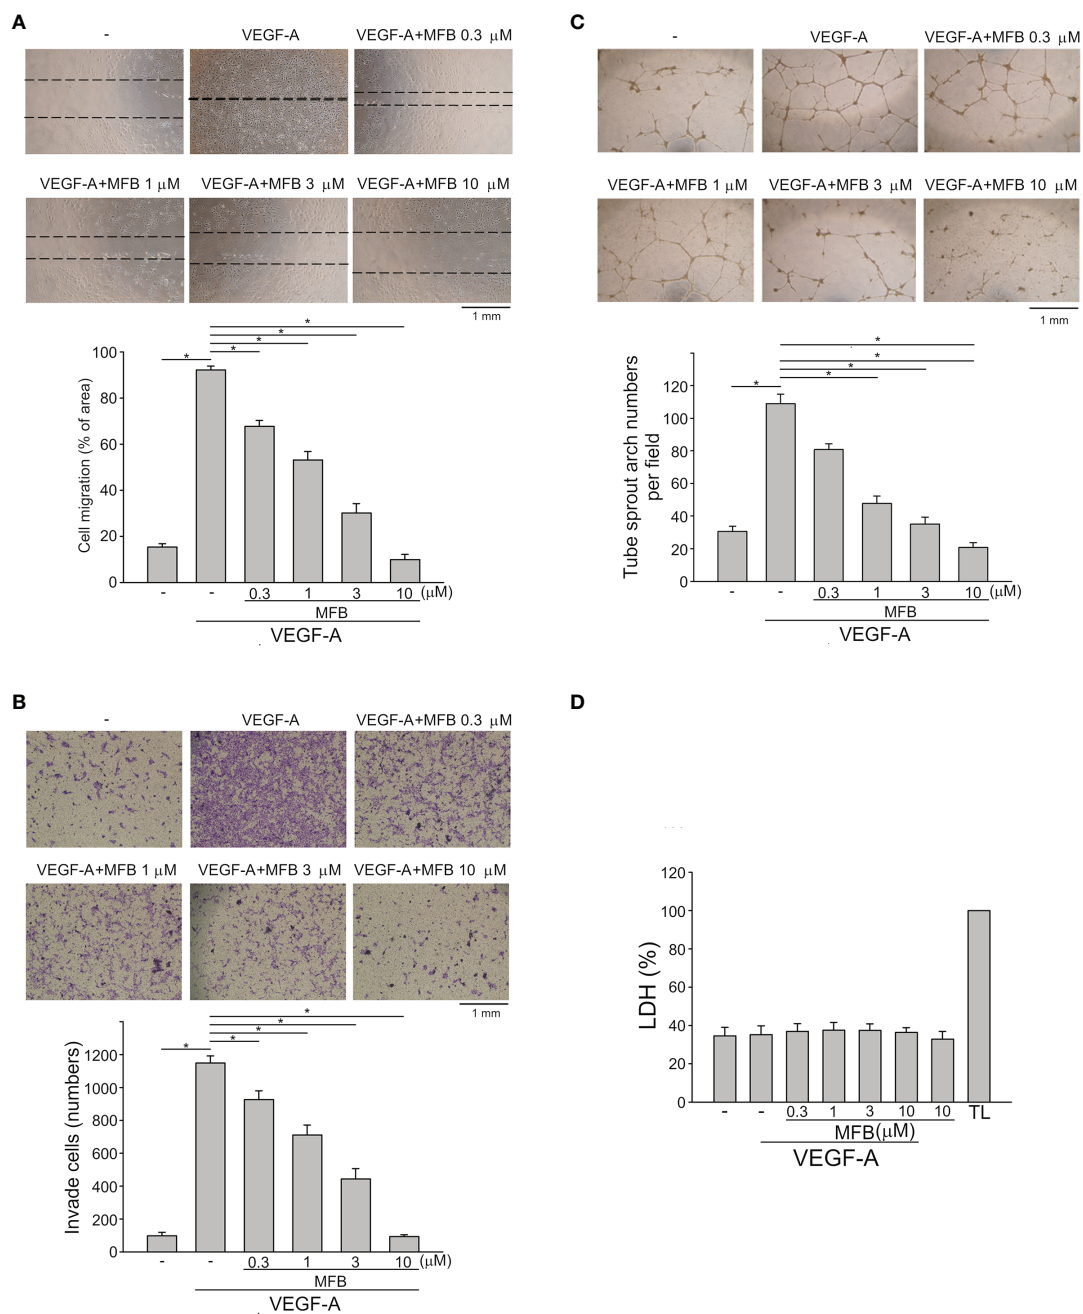 A
- VEGF-A VEGF-A+MFB 0.3 μM
VEGF-A+MFB 1 μM VEGF-A+MFB 3 μM VEGF-A+MFB 10 μM
1 mm
* * * * *
Cell migration (% of area)
100
80
60
40
20
0
- - 0.3 1 3 10 (μM)
MFB
VEGF-A
C
- VEGF-A VEGF-A+MFB 0.3 μM
VEGF-A+MFB 1 μM VEGF-A+MFB 3 μM VEGF-A+MFB 10 μM
1 mm
* * * * *
Tube sprout arch numbers
per field
120
100
80
60
40
20
0
- - 0.3 1 3 10 (μM)
MFB
VEGF-A
B
- VEGF-A VEGF-A+MFB 0.3 μM
VEGF-A+MFB 1 μM VEGF-A+MFB 3 μM VEGF-A+MFB 10 μM
1 mm
* * * * *
Invade cells (numbers)
1200
1000
800
600
400
200
0
- - 0.3 1 3 10 (μM)
MFB
VEGF-A
D
LDH (%)
120
100
80
60
40
20
0
- - 0.3 1 3 10 10 TL
MFB(μM)
VEGF-A